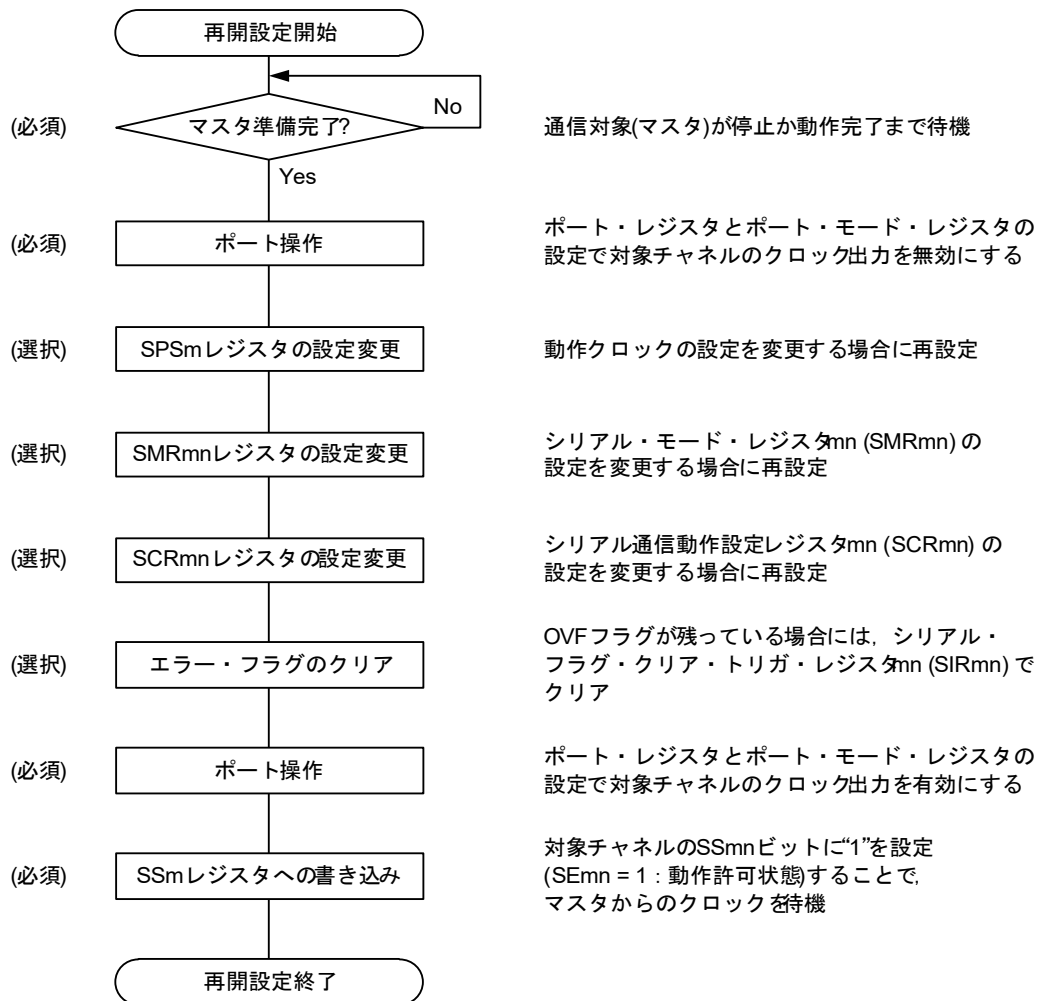 再開設定開始
No
(必須)
マスタ準備完了?
通信対象(マスタ)が停止か動作完了まで待機
Yes
(必須)
ポート操作
ポート・レジスタとポート・モード・レジスタの
設定で対象チャネルのクロック出力を無効にする
(選択)
SPSmレジスタの設定変更
動作クロックの設定を変更する場合に再設定
(選択)
SMRmnレジスタの設定変更
シリアル・モード・レジスタmn (SMRmn) の
設定を変更する場合に再設定
(選択)
SCRmnレジスタの設定変更
シリアル通信動作設定レジスタmn (SCRmn) の
設定を変更する場合に再設定
(選択)
エラー・フラグのクリア
OVFフラグが残っている場合には，シリアル・
フラグ・クリア・トリガ・レジスタmn (SIRmn) で
クリア
(必須)
ポート操作
ポート・レジスタとポート・モード・レジスタの
設定で対象チャネルのクロック出力を有効にする
(必須)
SSmレジスタへの書き込み
対象チャネルのSSmnビットに“1”を設定
(SEmn = 1 : 動作許可状態)することで,
マスタからのクロックを待機
再開設定終了